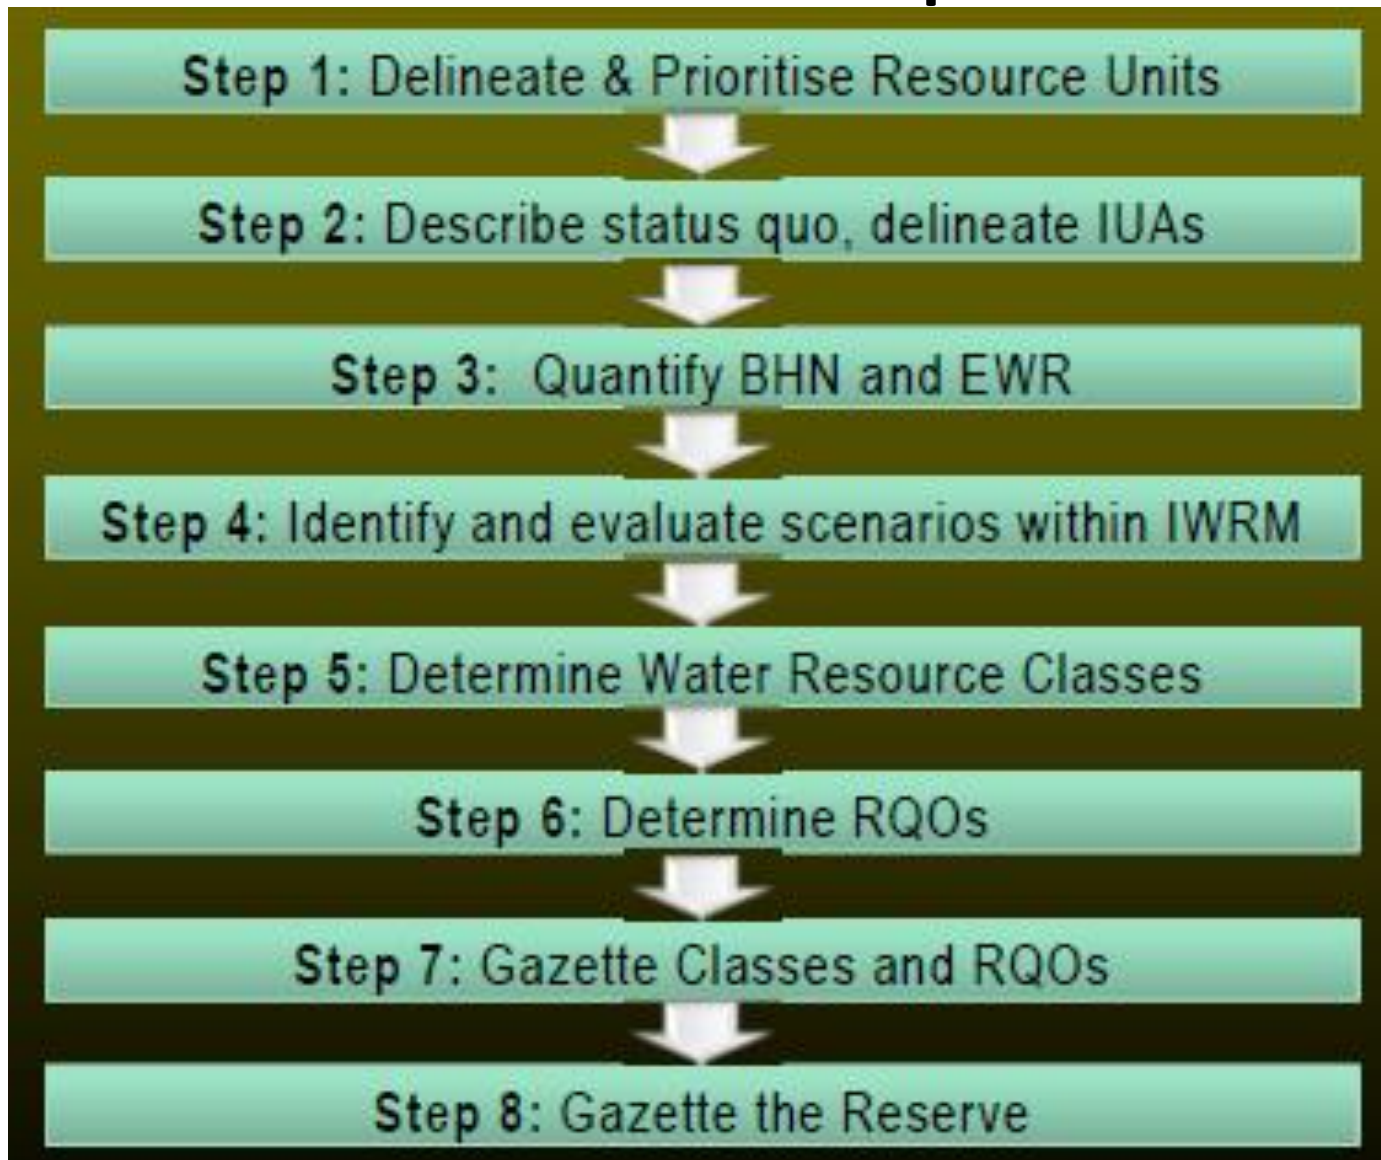 Step 1: Delineate & Prioritise Resource Units
Step 2: Describe status quo, delineate IUAs
Step 3: Quantify BHN and EWR
Step 4: Identify and evaluate scenarios within IWRM
Step 5: Determine Water Resource Classes
Step 6: Determine RQOs
Step 7: Gazette Classes and RQOs
Step 8: Gazette the Reserve